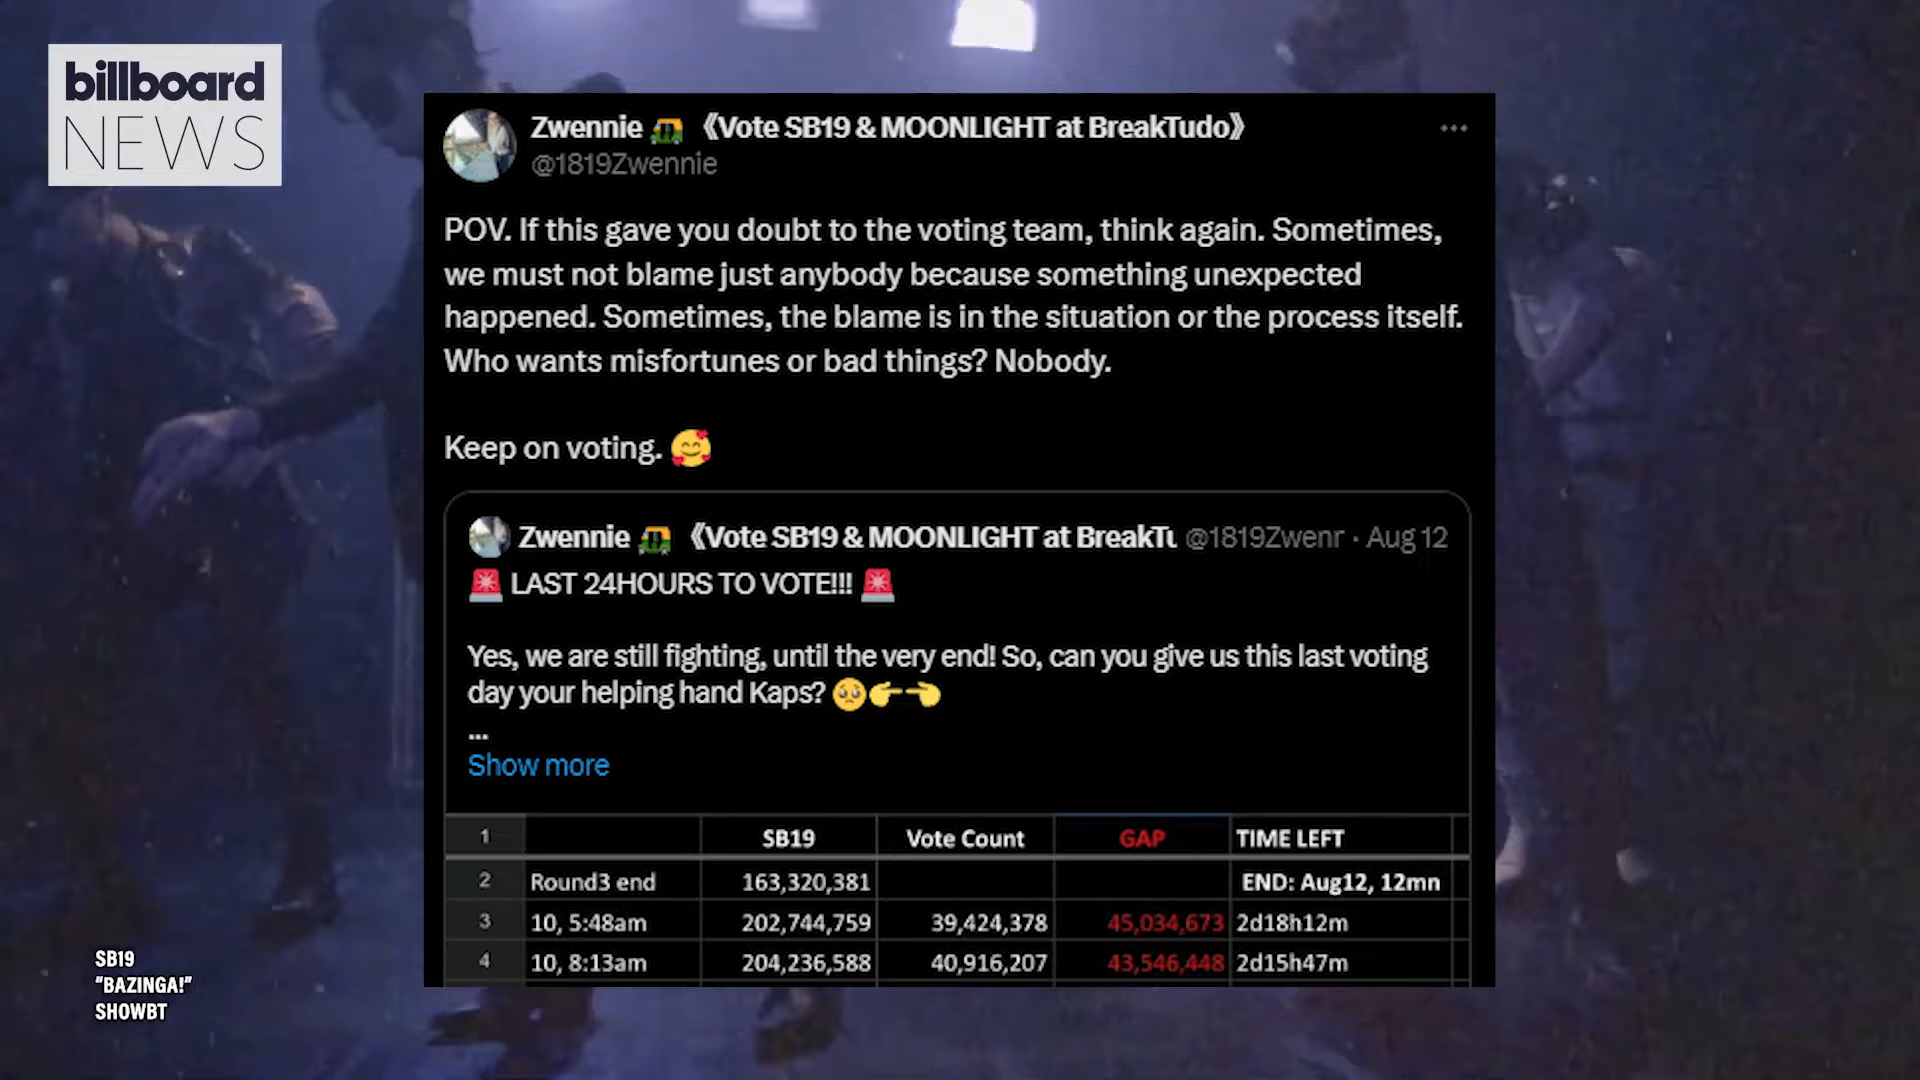 billboard
NEWS
Zwennie 《Vote SB19 & MOONLIGHT at BreakTudo》
@1819Zwennie
POV. If this gave you doubt to the voting team, think again. Sometimes,
we must not blame just anybody because something unexpected
happened. Sometimes, the blame is in the situation or the process itself.
Who wants misfortunes or bad things? Nobody.
Keep on voting. 🥰
Zwennie 《Vote SB19 & MOONLIGHT at BreakTu @1819Zwenr · Aug 12
🚨 LAST 24HOURS TO VOTE!!! 🚨
Yes, we are still fighting, until the very end! So, can you give us this last voting
day your helping hand Kaps? 🥺👉👈
...
Show more
1 SB19 Vote Count GAP TIME LEFT
2 Round3 end 163,320,381 END: Aug12, 12mn
3 10, 5:48am 202,744,759 39,424,378 45,034,673 2d18h12m
4 10, 8:13am 204,236,588 40,916,207 43,546,448 2d15h47m
SB19
"BAZINGA!"
SHOWBT